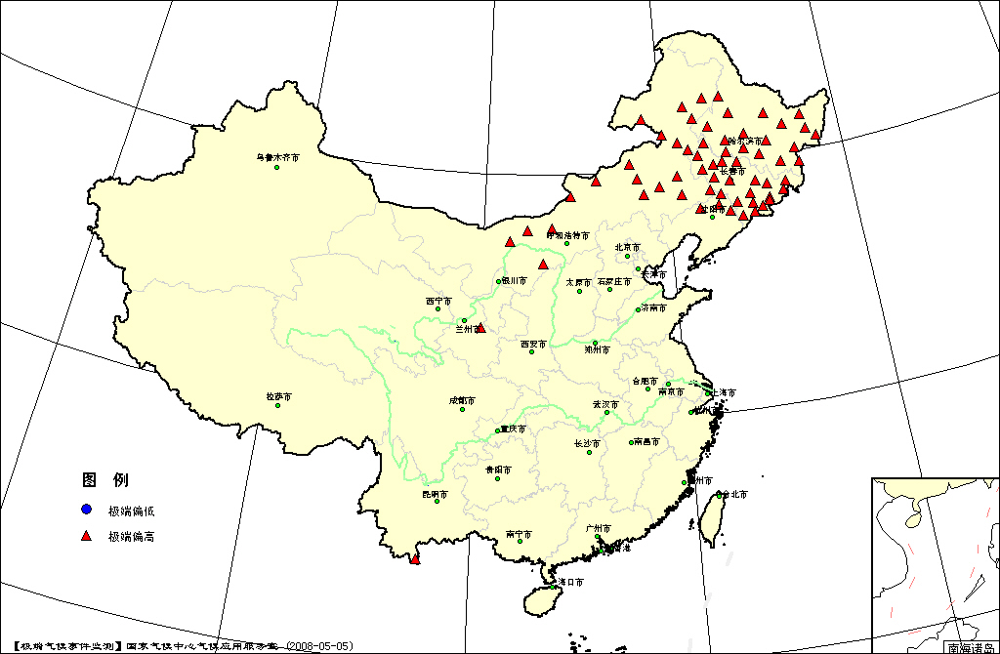 乌鲁木齐市
哈尔滨市
长春市
沈阳市
呼和浩特市
北京市
天津市
银川市
太原市
石家庄市
西宁市
济南市
兰州市
西安市
郑州市
合肥市
南京市
上海市
拉萨市
成都市
武汉市
杭州市
重庆市
长沙市
南昌市
贵阳市
图 例
昆明市
州市
台北市
极端偏低
极端偏高
南宁市
广州市
香港
海口市
【极端气候事件监测】国家气候中心气候应用服务室 (2008-05-05)
南海诸岛